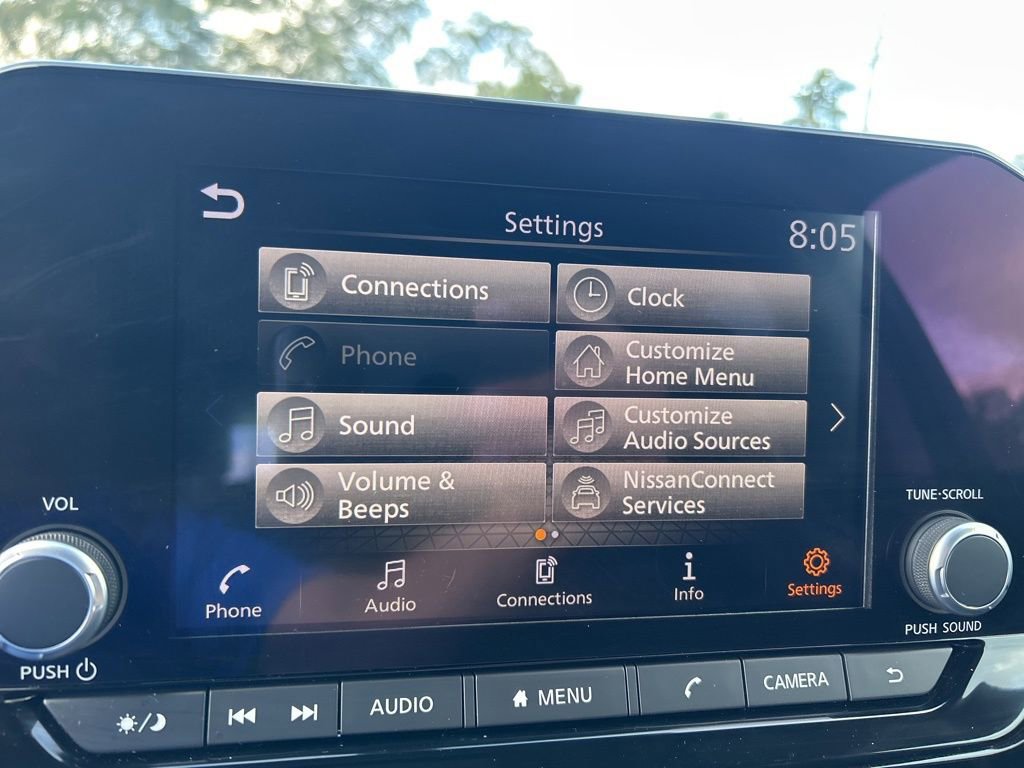 Settings
8:05
Connections
Clock
Phone
Customize
Home Menu
Sound
Customize
Audio Sources
Volume &
Beeps
NissanConnect
Services
VOL
TUNE·SCROLL
Phone
Audio
Connections
Info
Settings
PUSH
PUSH SOUND
AUDIO
MENU
CAMERA